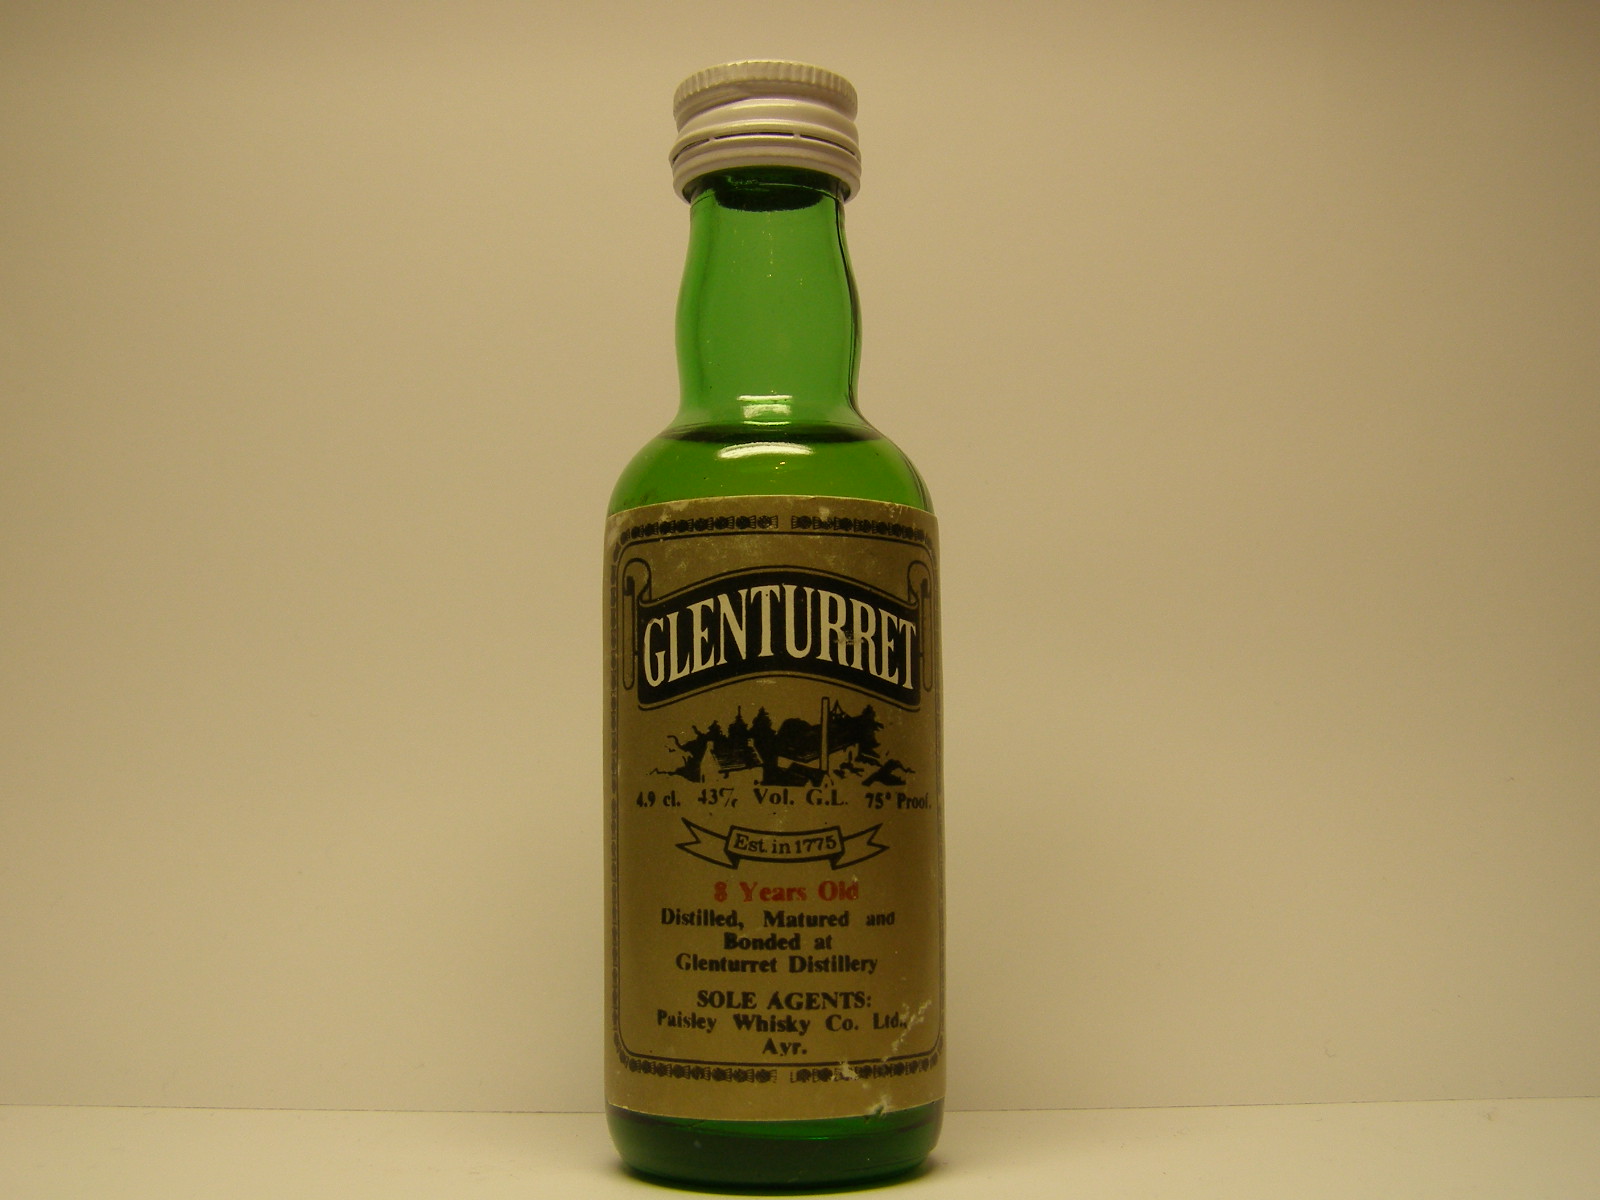 GLENTURRET
4.9 cl. 43% Vol. G.L. 75° Proof.
Est. in 1775
8 Years Old
Distilled, Matured and
Bonded at
Glenturret Distillery
SOLE AGENTS:
Paisley Whisky Co. Ltd.,
Ayr.